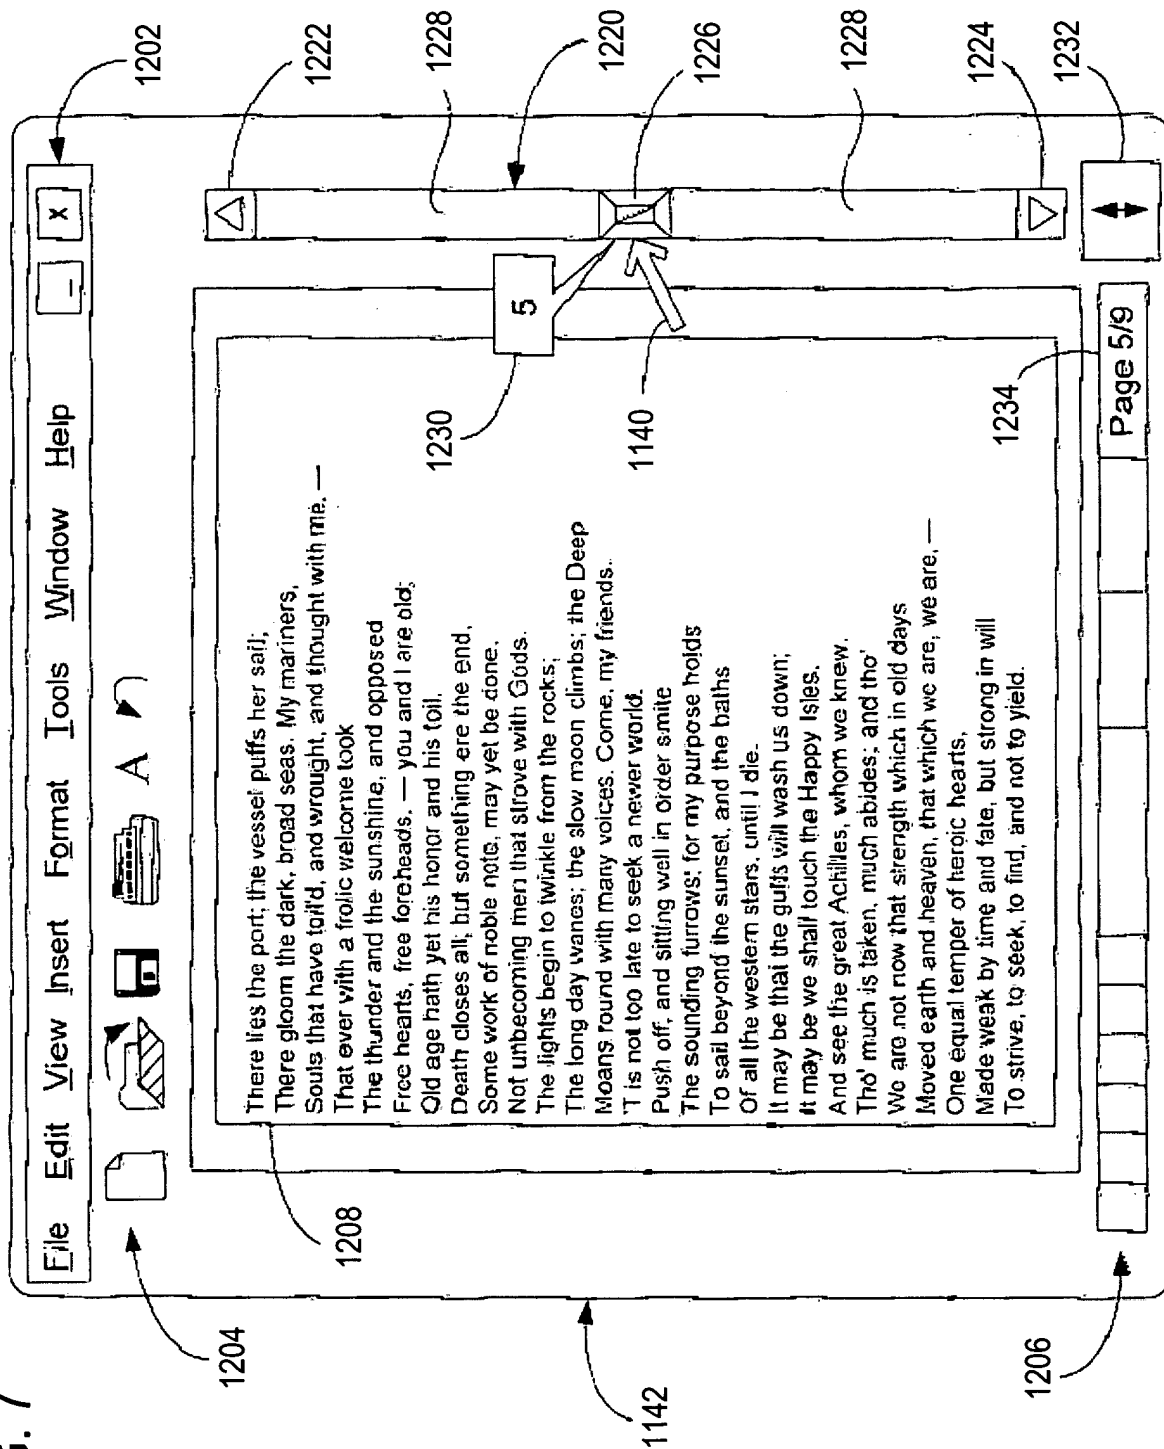 G. 7
File Edit View Insert Format Tools Window Help _ x
1202
1204
A
1222
1228
1220
1226
1228
1224
1232
1208
There lies the port; the vessel puffs her sail;
There gloom the dark, broad seas. My mariners,
Souls that have toil'd, and wrought, and thought with me. —
That ever with a frolic welcome took
The thunder and the sunshine, and opposed
Free hearts, free foreheads. — you and I are old;
Old age hath yet his honor and his toil.
Death closes all; but something ere the end,
Some work of noble note, may yet be done.
Not unbecoming men that strove with Gods.
The lights begin to twinkle from the rocks;
The long day wanes; the slow moon climbs; the Deep
Moans round with many voices. Come, my friends.
'T is not too late to seek a newer world.
Push off, and sitting well in order smite
The sounding furrows; for my purpose holds
To sail beyond the sunset, and the baths
Of all the western stars, until I die.
It may be that the gulfs will wash us down;
It may be we shall touch the Happy Isles.
And see the great Achilles, whom we knew.
Tho' much is taken, much abides; and tho'
We are not now that strength which in old days
Moved earth and heaven, that which we are, we are, —
One equal temper of heroic hearts,
Made weak by time and fate, but strong in will
To strive, to seek, to find, and not to yield.
5
1230
1140
1234
Page 5/9
1142
1206